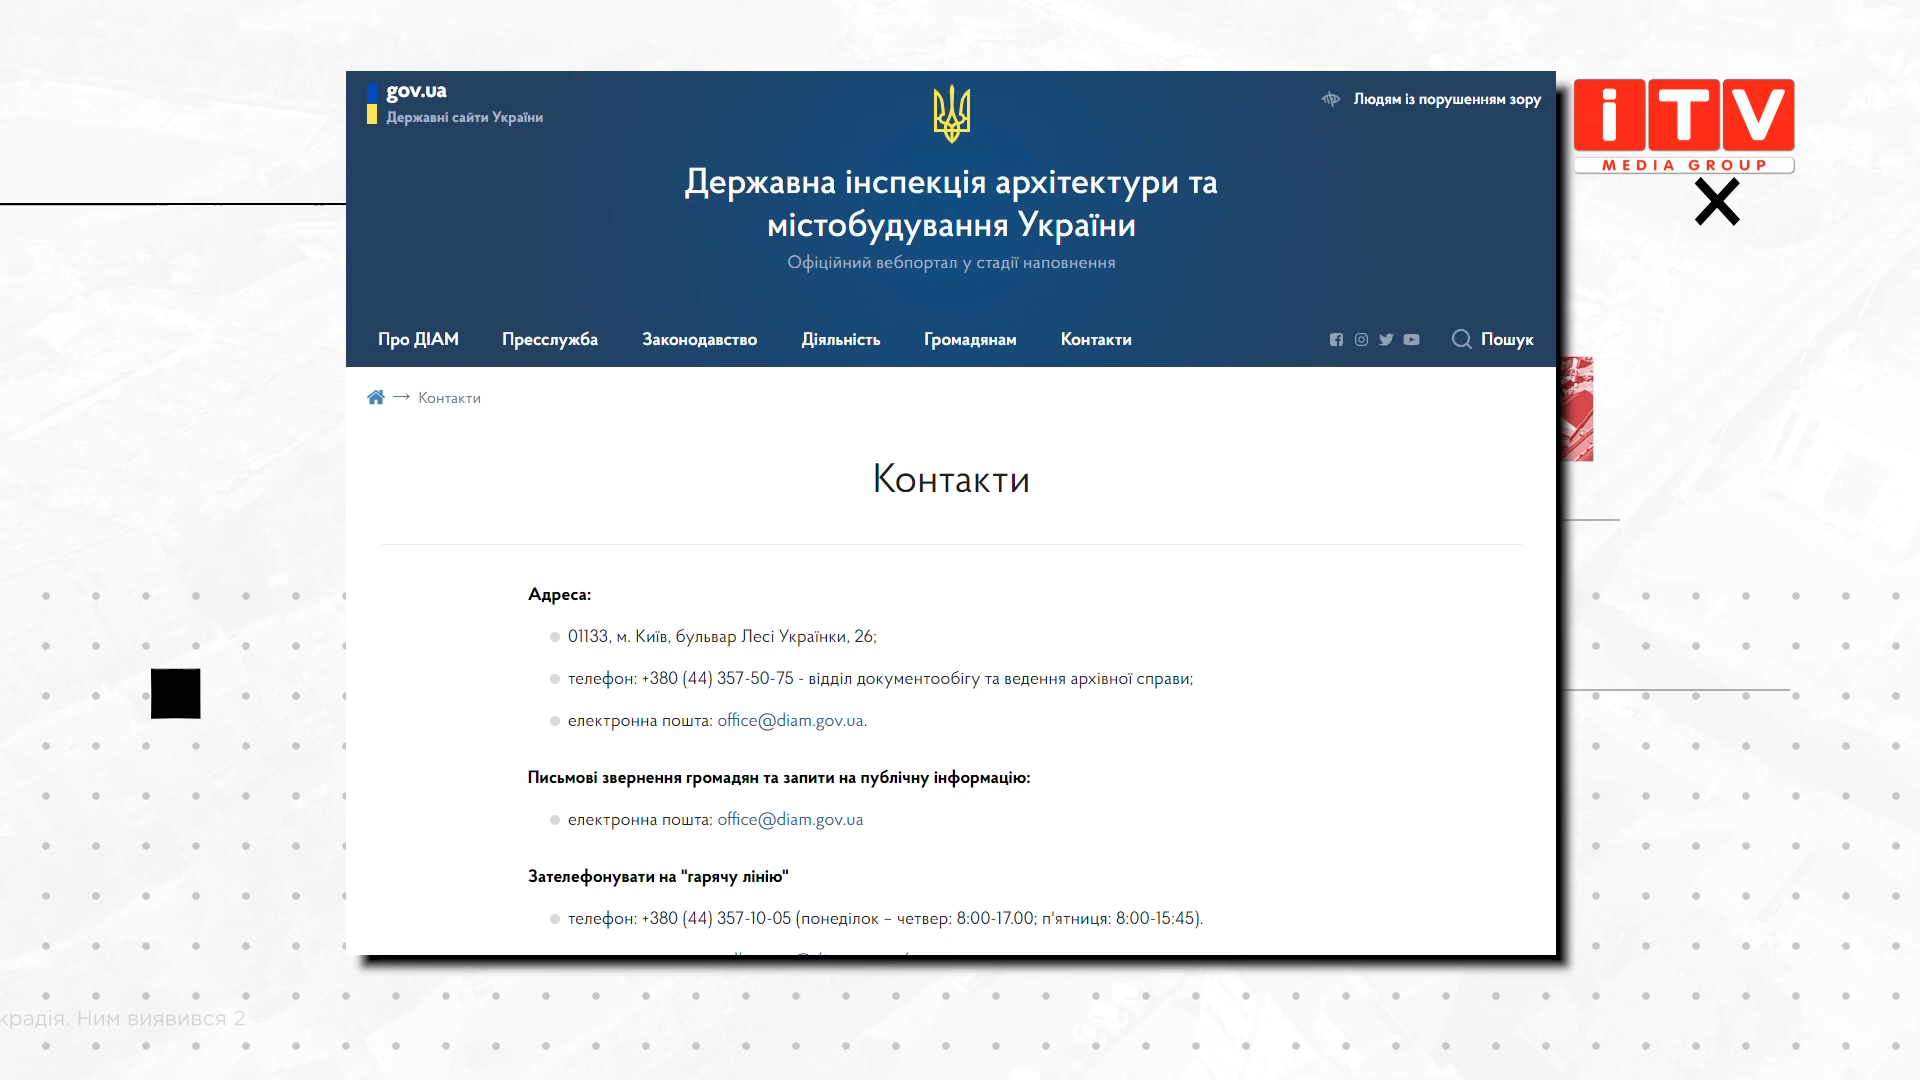 gov.ua
Державні сайти України
Людям із порушенням зору
iTV
MEDIA GROUP
Державна інспекція архітектури та
містобудування України
Офіційний вебпортал у стадії наповнення
Про ДІАМ Пресслужба Законодавство Діяльність Громадянам Контакти Пошук
Контакти
Контакти
Адреса:
01133, м. Київ, бульвар Лесі Українки, 26;
телефон: +380 (44) 357-50-75 - відділ документообігу та ведення архівної справи;
електронна пошта: office@diam.gov.ua.
Письмові звернення громадян та запити на публічну інформацію:
електронна пошта: office@diam.gov.ua
Зателефонувати на "гарячу лінію"
телефон: +380 (44) 357-10-05 (понеділок – четвер: 8:00-17.00; п'ятниця: 8:00-15:45).
крадія. Ним виявився 2